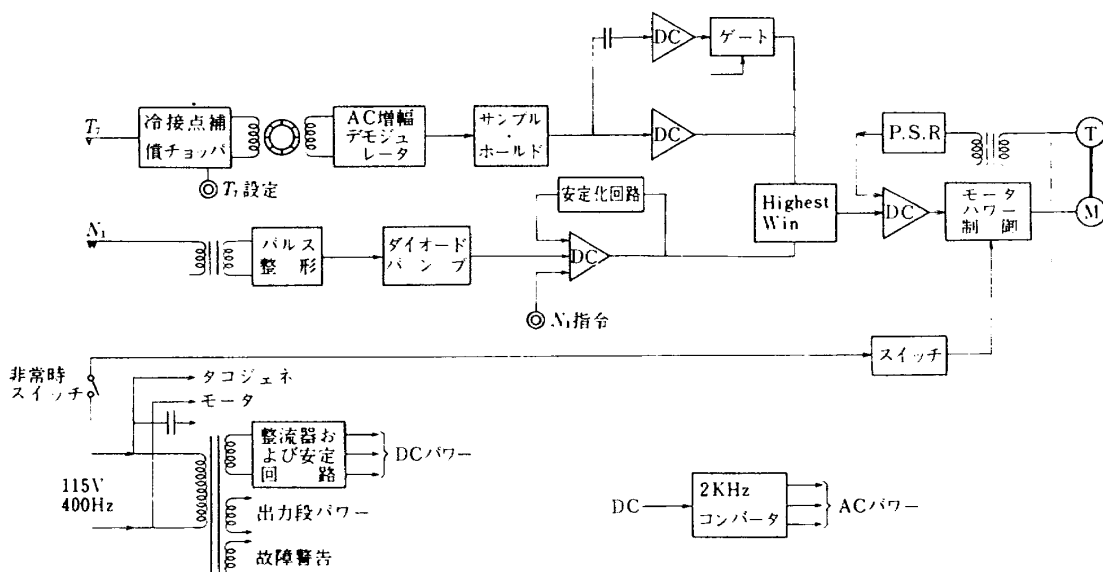 DC
ゲート
T₇
冷接点補
償チョッパ
AC増幅
デモジュ
レータ
サンプル
・
ホールド
DC
P.S.R
T
T₇設定
安定化回路
Highest
Win
DC
モータ
パワー
制御
M
N₁
パルス
整形
ダイオード
パンプ
DC
N₁指令
スイッチ
非常時
スイッチ
タコジェネ
モータ
整流器お
よび安定
回路
DCパワー
115V
400Hz
出力段パワー
DC
2KHz
コンバータ
ACパワー
故障警告